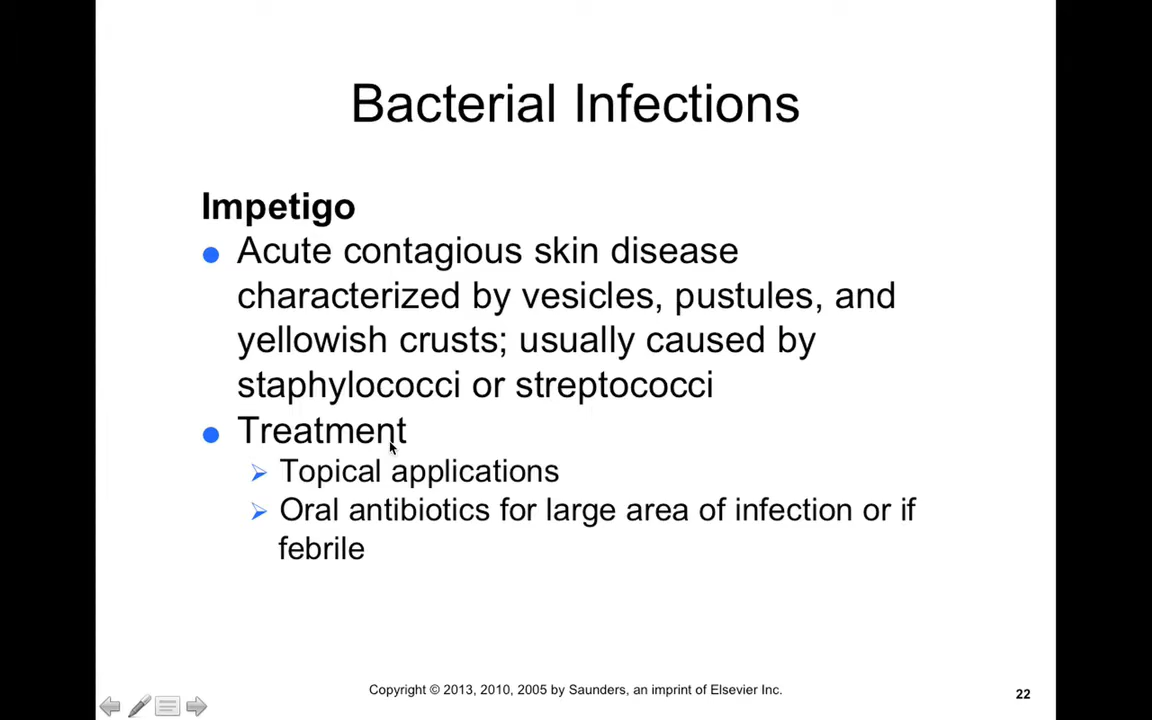 Bacterial Infections
Impetigo
Acute contagious skin disease
characterized by vesicles, pustules, and
yellowish crusts; usually caused by
staphylococci or streptococci
Treatment
Topical applications
Oral antibiotics for large area of infection or if
febrile
Copyright © 2013, 2010, 2005 by Saunders, an imprint of Elsevier Inc.
22